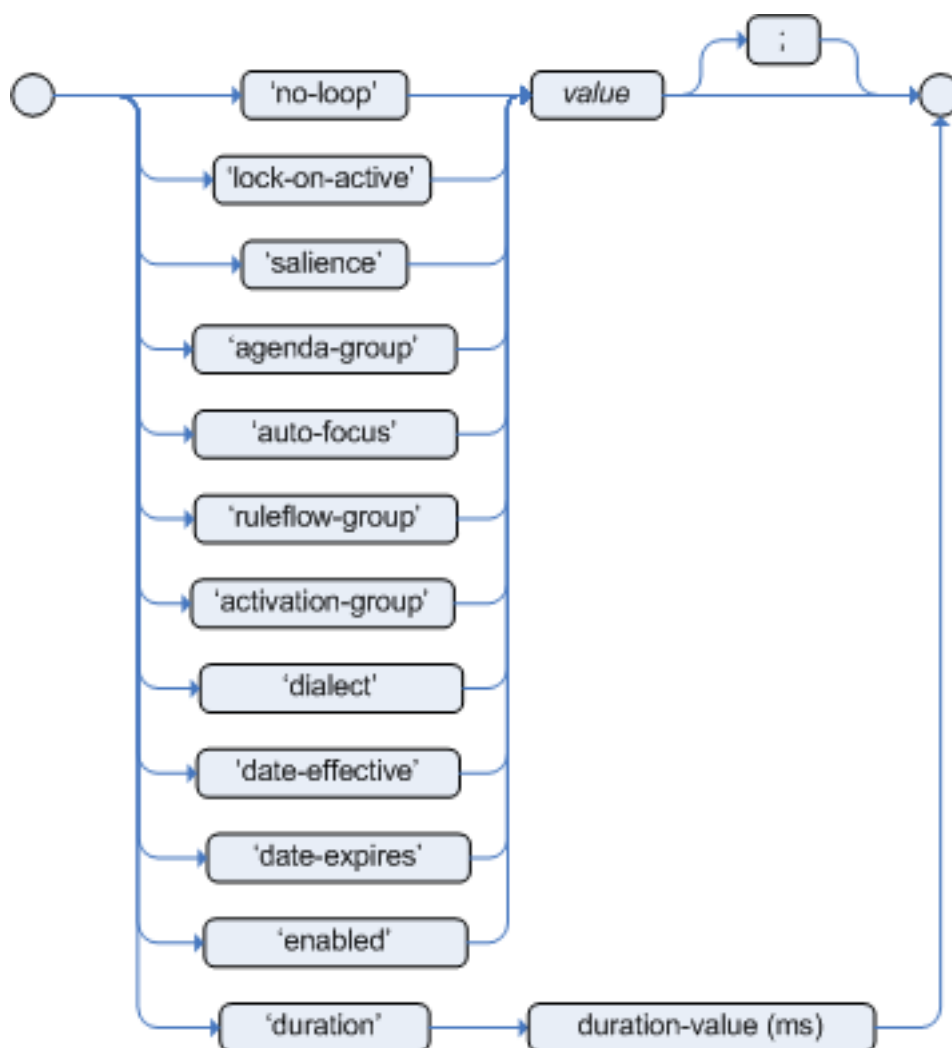 ;
‘no-loop’ value
‘lock-on-active’
‘salience’
‘agenda-group’
‘auto-focus’
‘ruleflow-group’
‘activation-group’
‘dialect’
‘date-effective’
‘date-expires’
‘enabled’
‘duration’ duration-value (ms)